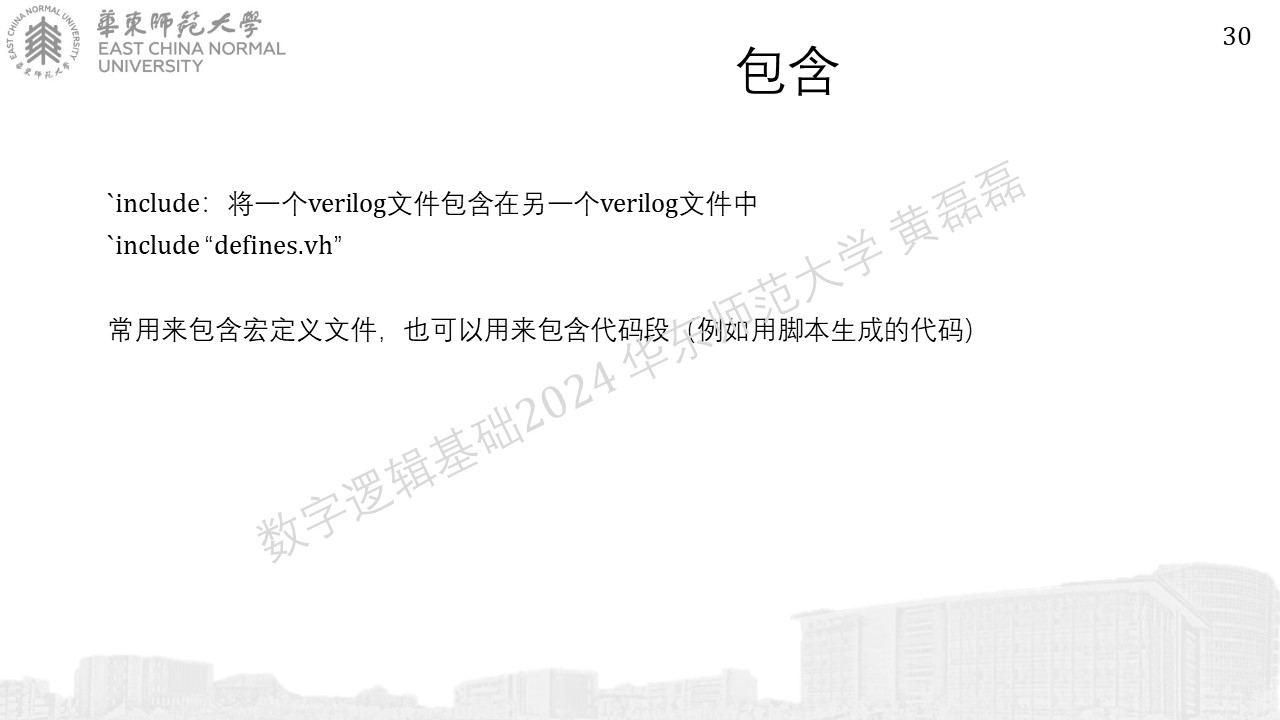 華東師範大學
EAST CHINA NORMAL
UNIVERSITY
EAST CHINA NORMAL UNIVERSITY
華東师范大學
30
包含
`include：将一个verilog文件包含在另一个verilog文件中
`include “defines.vh”
常用来包含宏定义文件，也可以用来包含代码段（例如用脚本生成的代码）
数字逻辑基础2024 华东师范大学 黄磊磊